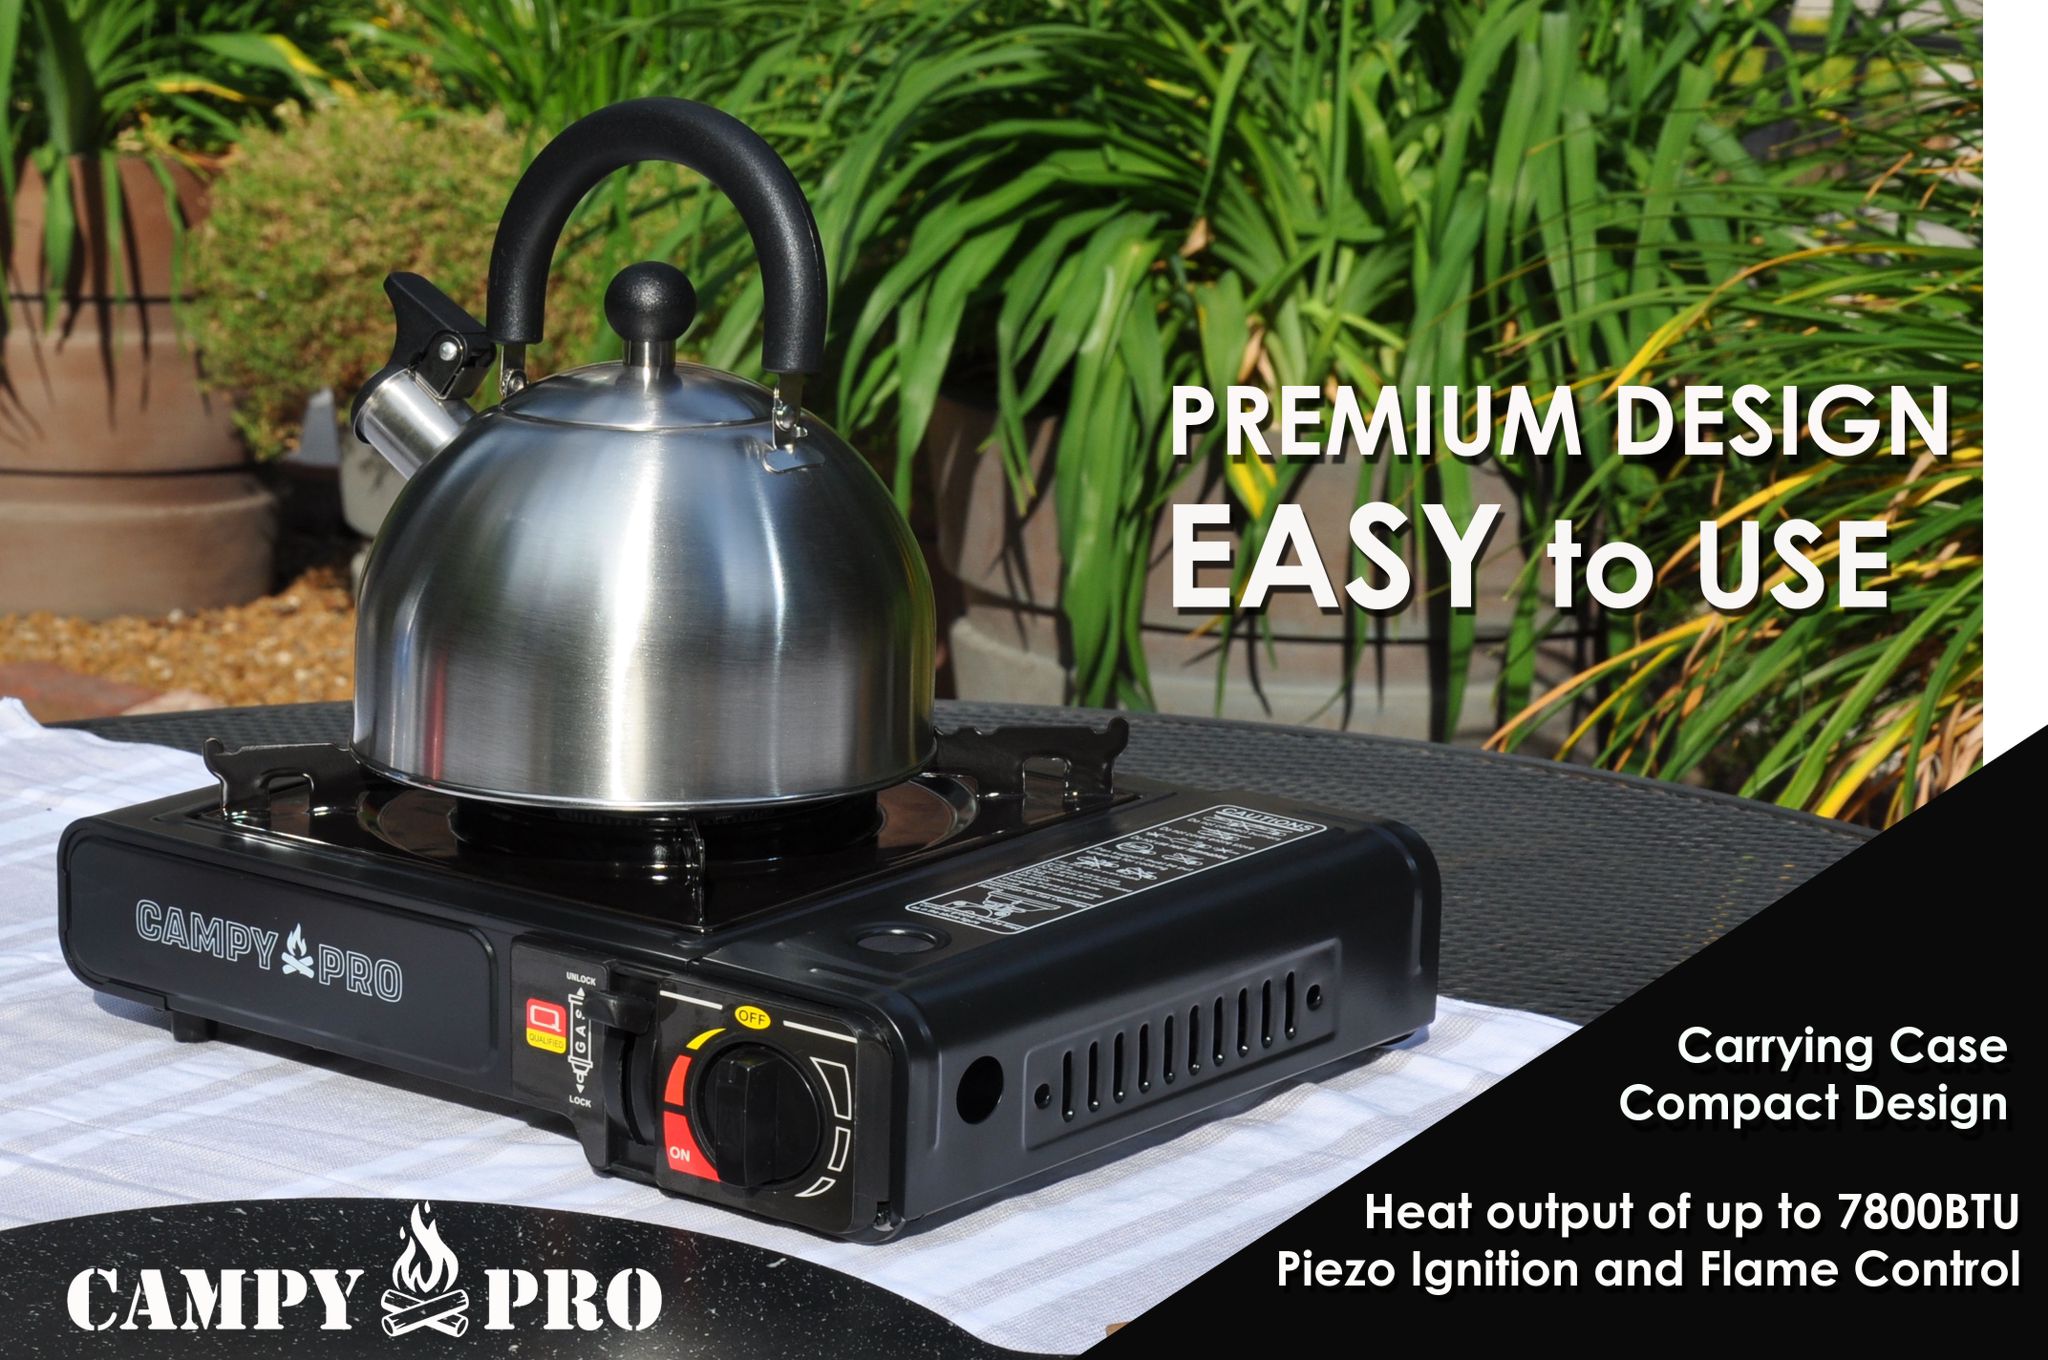 PREMIUM DESIGN
EASY to USE
CAUTIONS
CAMPY PRO
UNLOCK
GAS
LOCK
QUALIFIED
OFF
ON
Carrying Case
Compact Design
Heat output of up to 7800BTU
Piezo Ignition and Flame Control
CAMPY PRO